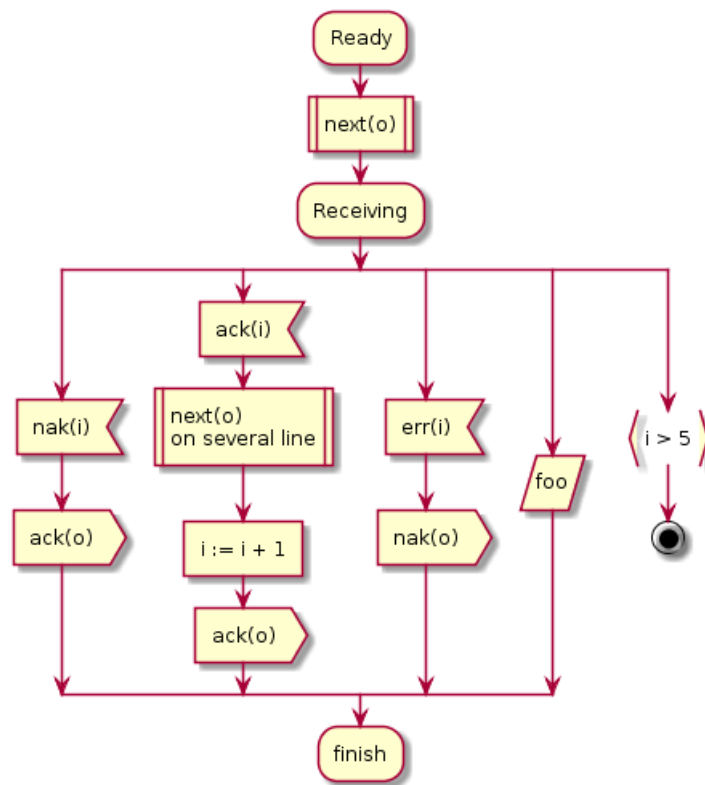 Ready
next(o)
Receiving
nak(i)
ack(o)
ack(i)
next(o)
on several line
i := i + 1
ack(o)
err(i)
nak(o)
foo
i > 5
finish